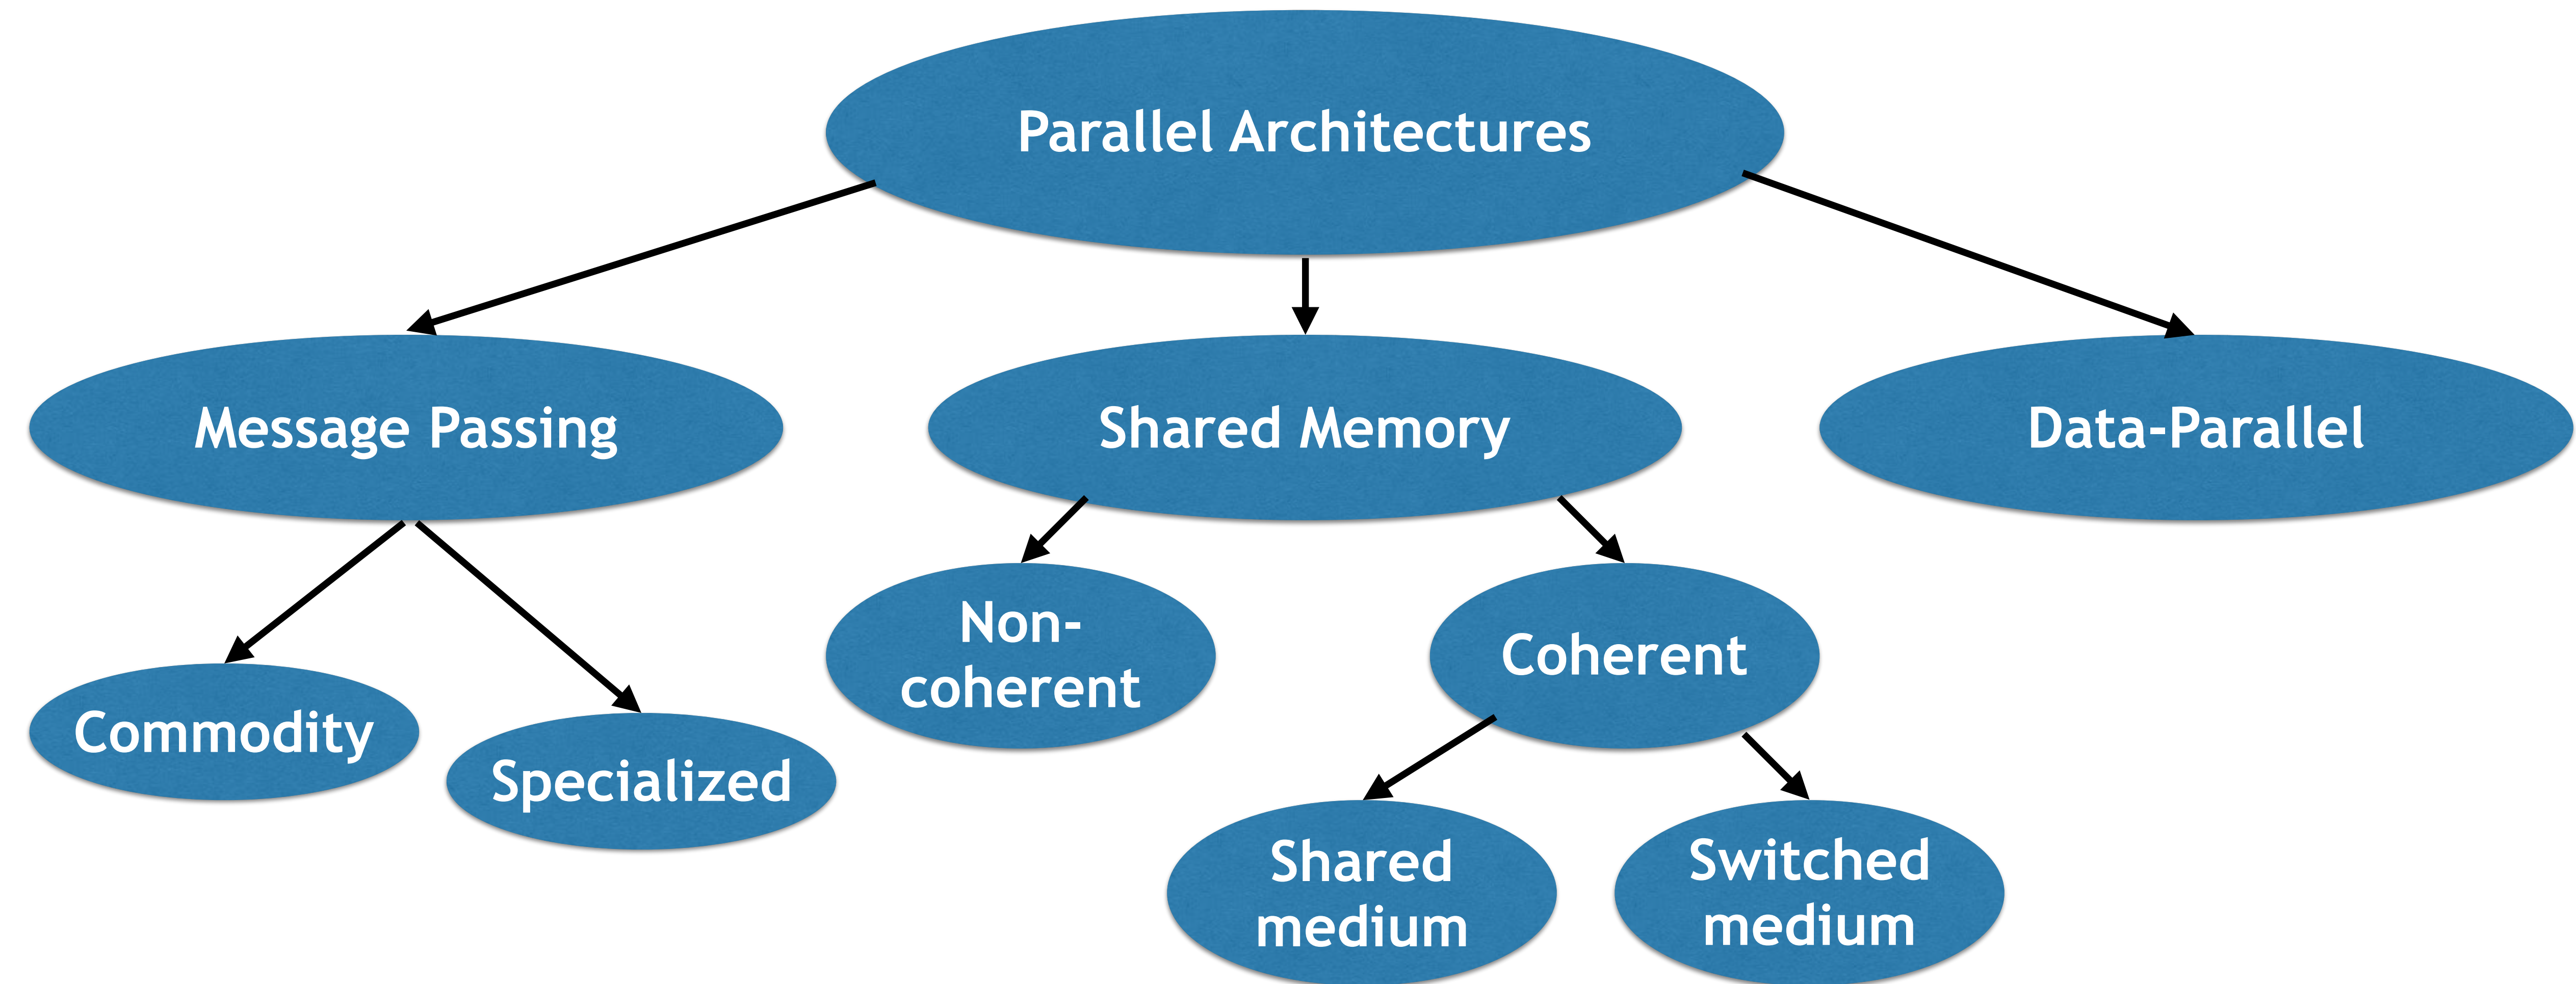 Parallel Architectures
Message Passing
Shared Memory
Data-Parallel
Non-
coherent
Coherent
Commodity
Specialized
Shared
medium
Switched
medium